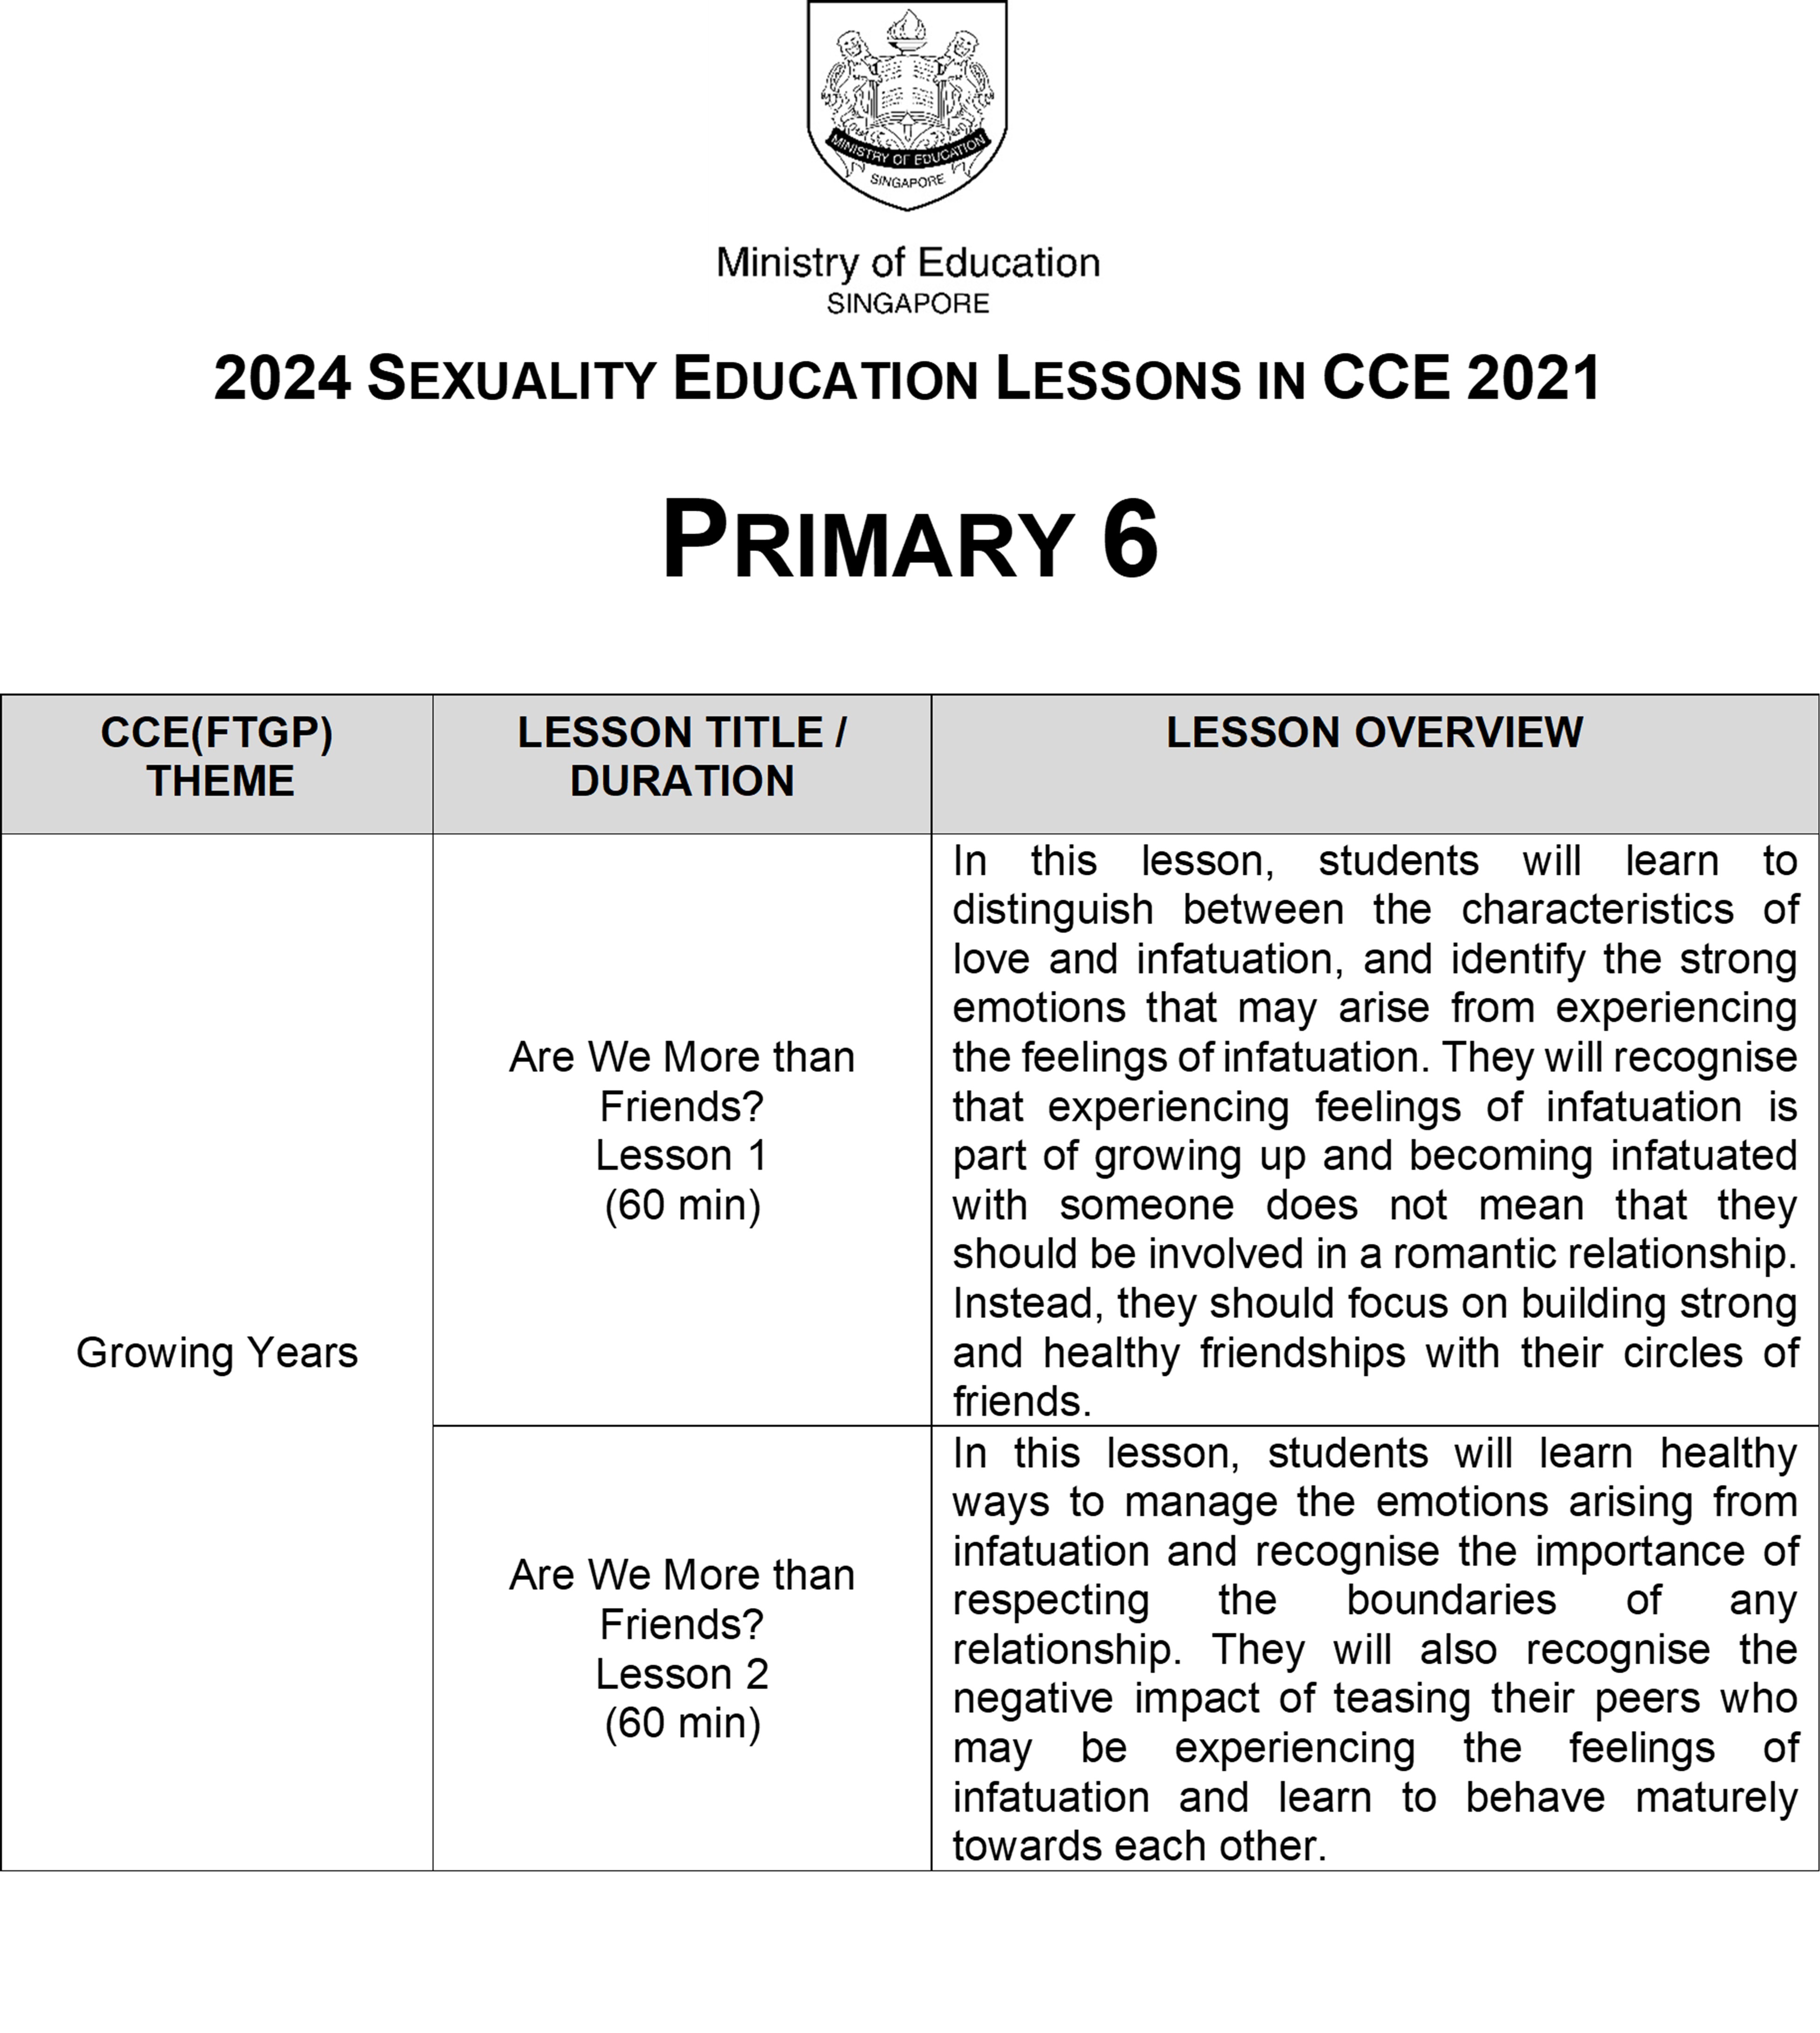 MINISTRY OF EDUCATION
SINGAPORE
Ministry of Education
SINGAPORE
2024 SEXUALITY EDUCATION LESSONS IN CCE 2021
PRIMARY 6
CCE(FTGP)
THEME
LESSON TITLE /
DURATION
LESSON OVERVIEW
Growing Years
Are We More than
Friends?
Lesson 1
(60 min)
In this lesson, students will learn to
distinguish between the characteristics of
love and infatuation, and identify the strong
emotions that may arise from experiencing
the feelings of infatuation. They will recognise
that experiencing feelings of infatuation is
part of growing up and becoming infatuated
with someone does not mean that they
should be involved in a romantic relationship.
Instead, they should focus on building strong
and healthy friendships with their circles of
friends.
Are We More than
Friends?
Lesson 2
(60 min)
In this lesson, students will learn healthy
ways to manage the emotions arising from
infatuation and recognise the importance of
respecting the boundaries of any
relationship. They will also recognise the
negative impact of teasing their peers who
may be experiencing the feelings of
infatuation and learn to behave maturely
towards each other.